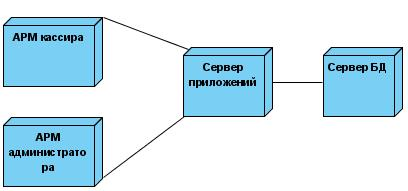 АРМ кассира
Сервер
приложений
Сервер БД
АРМ
администрато
ра